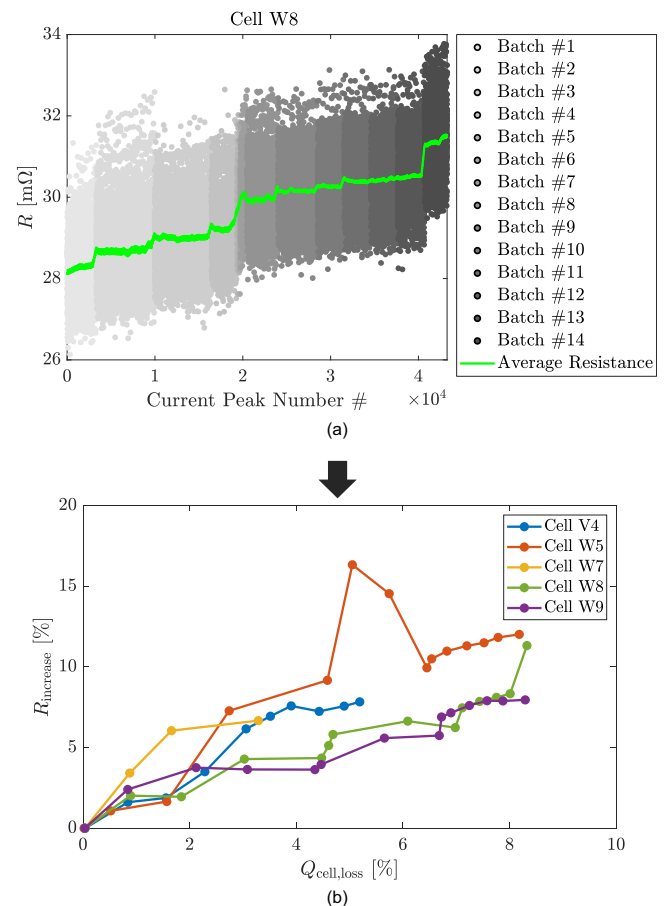 Cell W8
34
32
30
28
26
R [mΩ]
0 1 2 3 4
Current Peak Number #
×10⁴
Batch #1
Batch #2
Batch #3
Batch #4
Batch #5
Batch #6
Batch #7
Batch #8
Batch #9
Batch #10
Batch #11
Batch #12
Batch #13
Batch #14
Average Resistance
(a)
20
15
10
5
0
R_increase [%]
Cell V4
Cell W5
Cell W7
Cell W8
Cell W9
0 2 4 6 8 10
Q_cell,loss [%]
(b)